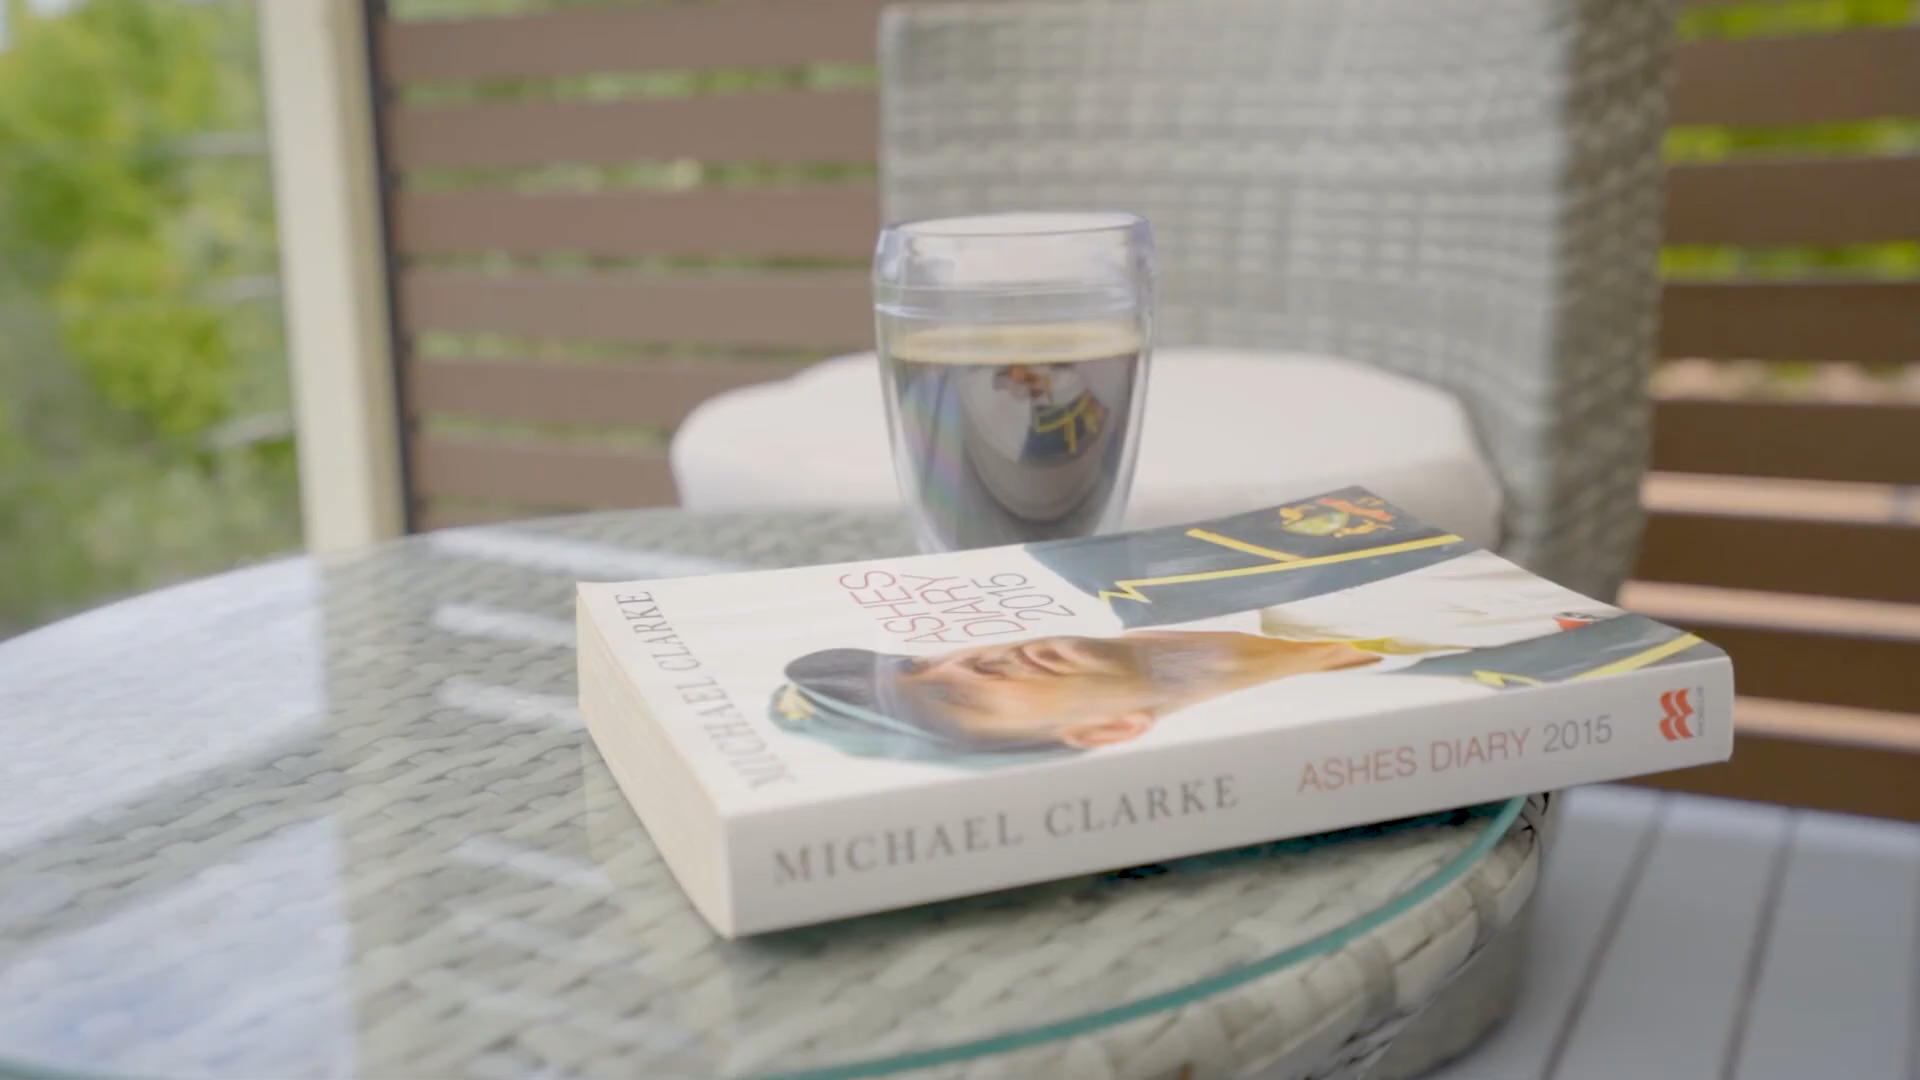 MICHAEL CLARKE
ASHES
DIARY
2015
MICHAEL CLARKE ASHES DIARY 2015